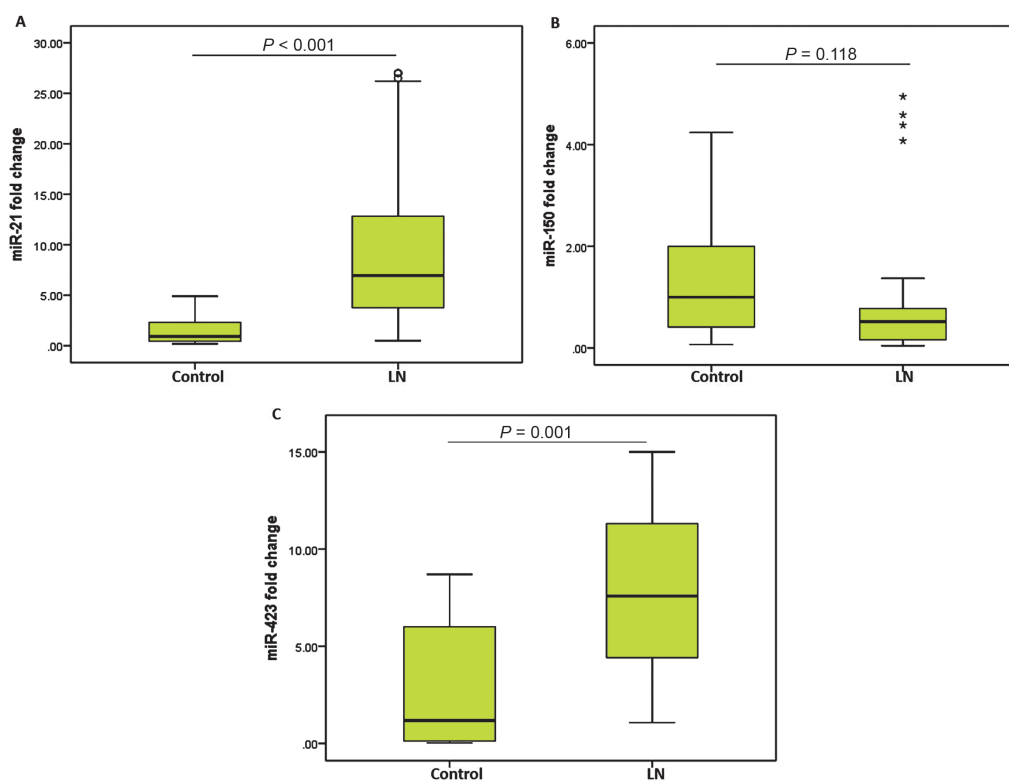 A
miR-21 fold change
30.00
25.00
20.00
15.00
10.00
5.00
.00
P < 0.001
Control
LN
B
miR-150 fold change
6.00
4.00
2.00
.00
P = 0.118
*
*
*
*
Control
LN
C
miR-423 fold change
15.00
10.00
5.00
.00
P = 0.001
Control
LN